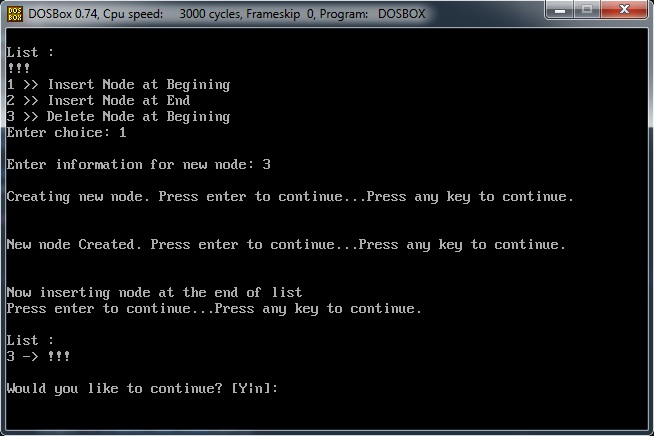 DOS
BOX
DOSBox 0.74, Cpu speed:    3000 cycles, Frameskip  0, Program:   DOSBOX
List :
!!!
1 >> Insert Node at Begining
2 >> Insert Node at End
3 >> Delete Node at Begining
Enter choice: 1
Enter information for new node: 3
Creating new node. Press enter to continue...Press any key to continue.
New node Created. Press enter to continue...Press any key to continue.
Now inserting node at the end of list
Press enter to continue...Press any key to continue.
List :
3 -> !!!
Would you like to continue? [Y|n]: